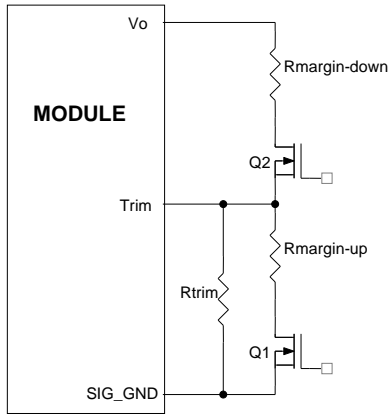 Vo
Rmargin-down
MODULE
Q2
Trim
Rmargin-up
Rtrim
Q1
SIG_GND